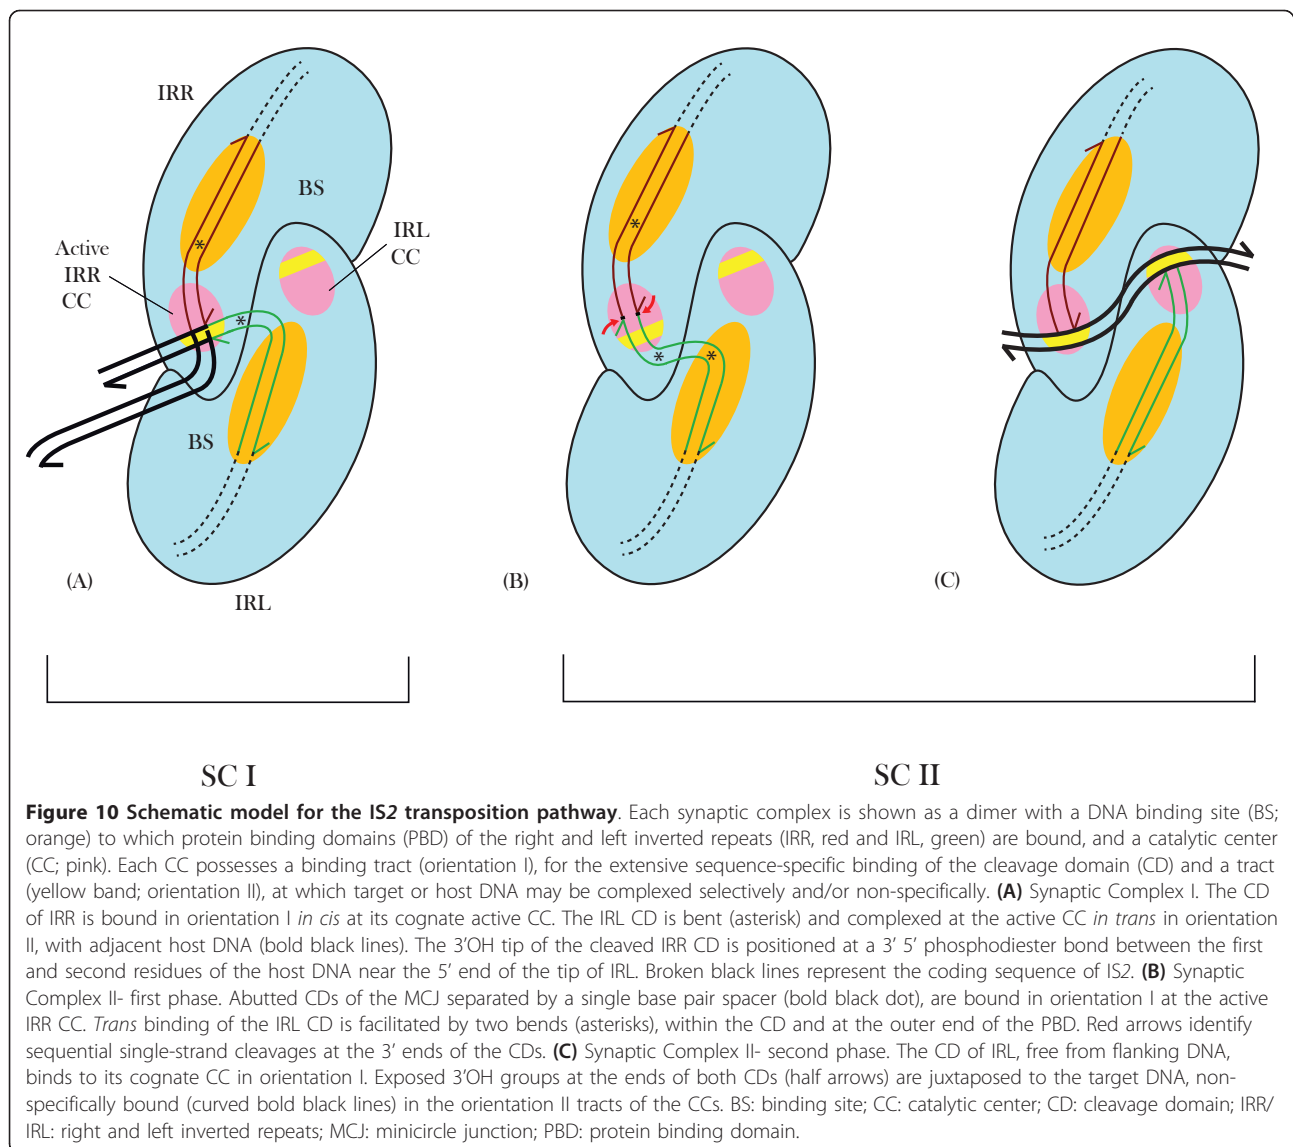 IRR
BS
Active
IRR
CC
IRL
CC
* *
BS
(A)
IRL
*
* *
(B)
(C)
SC I
SC II
Figure 10 Schematic model for the IS2 transposition pathway. Each synaptic complex is shown as a dimer with a DNA binding site (BS;
orange) to which protein binding domains (PBD) of the right and left inverted repeats (IRR, red and IRL, green) are bound, and a catalytic center
(CC; pink). Each CC possesses a binding tract (orientation I), for the extensive sequence-specific binding of the cleavage domain (CD) and a tract
(yellow band; orientation II), at which target or host DNA may be complexed selectively and/or non-specifically. (A) Synaptic Complex I. The CD
of IRR is bound in orientation I in cis at its cognate active CC. The IRL CD is bent (asterisk) and complexed at the active CC in trans in orientation
II, with adjacent host DNA (bold black lines). The 3’OH tip of the cleaved IRR CD is positioned at a 3’ 5’ phosphodiester bond between the first
and second residues of the host DNA near the 5’ end of the tip of IRL. Broken black lines represent the coding sequence of IS2. (B) Synaptic
Complex II- first phase. Abutted CDs of the MCJ separated by a single base pair spacer (bold black dot), are bound in orientation I at the active
IRR CC. Trans binding of the IRL CD is facilitated by two bends (asterisks), within the CD and at the outer end of the PBD. Red arrows identify
sequential single-strand cleavages at the 3’ ends of the CDs. (C) Synaptic Complex II- second phase. The CD of IRL, free from flanking DNA,
binds to its cognate CC in orientation I. Exposed 3’OH groups at the ends of both CDs (half arrows) are juxtaposed to the target DNA, non-
specifically bound (curved bold black lines) in the orientation II tracts of the CCs. BS: binding site; CC: catalytic center; CD: cleavage domain; IRR/
IRL: right and left inverted repeats; MCJ: minicircle junction; PBD: protein binding domain.